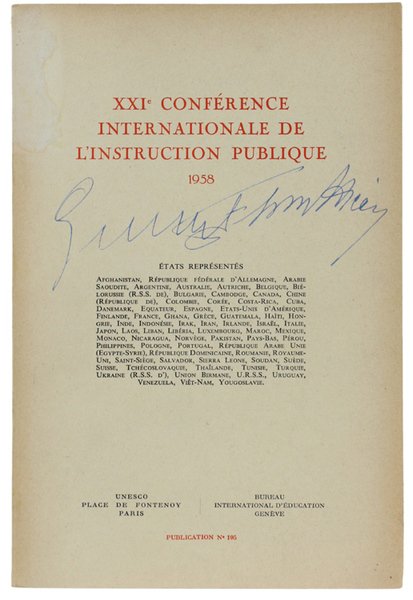 XXIe CONFÉRENCE
INTERNATIONALE DE
L'INSTRUCTION PUBLIQUE
1958
ÉTATS REPRÉSENTÉS
Afghanistan, République fédérale d'Allemagne, Arabie
Saoudite, Argentine, Australie, Autriche, Belgique, Bié-
lorussie (R.S.S. de), Bulgarie, Cambodge, Canada, Chine
(République de), Colombie, Corée, Costa-Rica, Cuba,
Danemark, Equateur, Espagne, Etats-Unis d'Amérique,
Finlande, France, Ghana, Grèce, Guatemala, Haïti, Hon-
grie, Inde, Indonésie, Irak, Iran, Irlande, Israël, Italie,
Japon, Laos, Liban, Libéria, Luxembourg, Maroc, Mexique,
Monaco, Nicaragua, Norvège, Pakistan, Pays-Bas, Pérou,
Philippines, Pologne, Portugal, République Arabe Unie
(Egypte-Syrie), République Dominicaine, Roumanie, Royaume-
Uni, Saint-Siège, Salvador, Sierra Leone, Soudan, Suède,
Suisse, Tchécoslovaquie, Thaïlande, Tunisie, Turquie,
Ukraine (R.S.S. d'), Union Birmane, U.R.S.S., Uruguay,
Venezuela, Viêt-Nam, Yougoslavie.
UNESCO
PLACE DE FONTENOY
PARIS
BUREAU
INTERNATIONAL D'ÉDUCATION
GENÈVE
PUBLICATION No 195